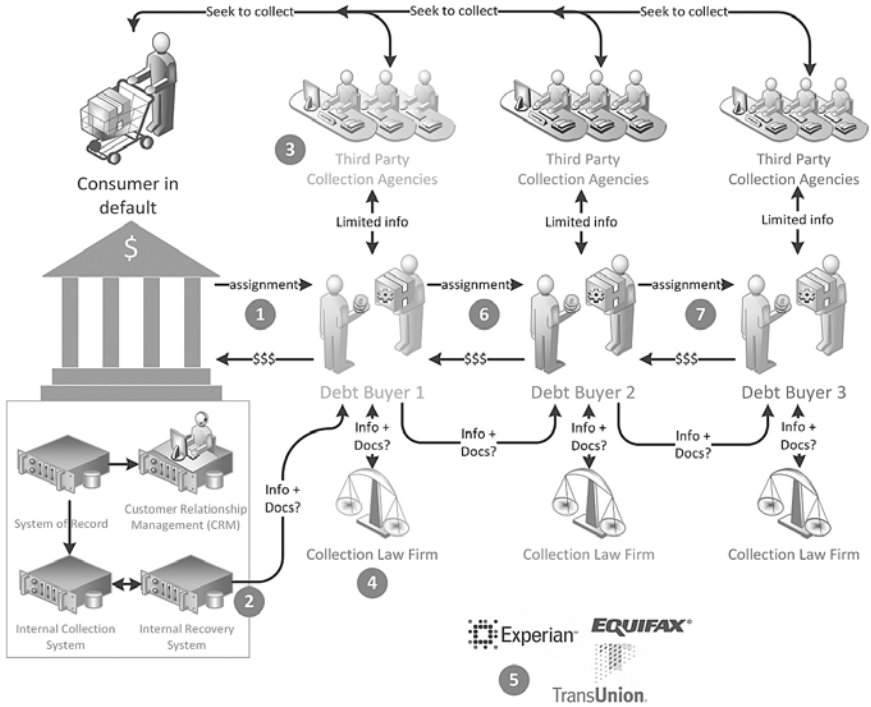 Seek to collect
Seek to collect
Seek to collect
3
Third Party
Collection Agencies
Third Party
Collection Agencies
Third Party
Collection Agencies
Consumer in
default
Limited info
Limited info
Limited info
$
assignment
1
assignment
6
assignment
7
$$$
$$$
$$$
Debt Buyer 1
Debt Buyer 2
Debt Buyer 3
Info +
Docs?
Info +
Docs?
Info +
Docs?
Info +
Docs?
Info +
Docs?
Info +
Docs?
System of Record
Customer Relationship
Management (CRM)
Collection Law Firm
4
Collection Law Firm
Collection Law Firm
2
Internal Collection
System
Internal Recovery
System
Experian
EQUIFAX®
5
TransUnion.